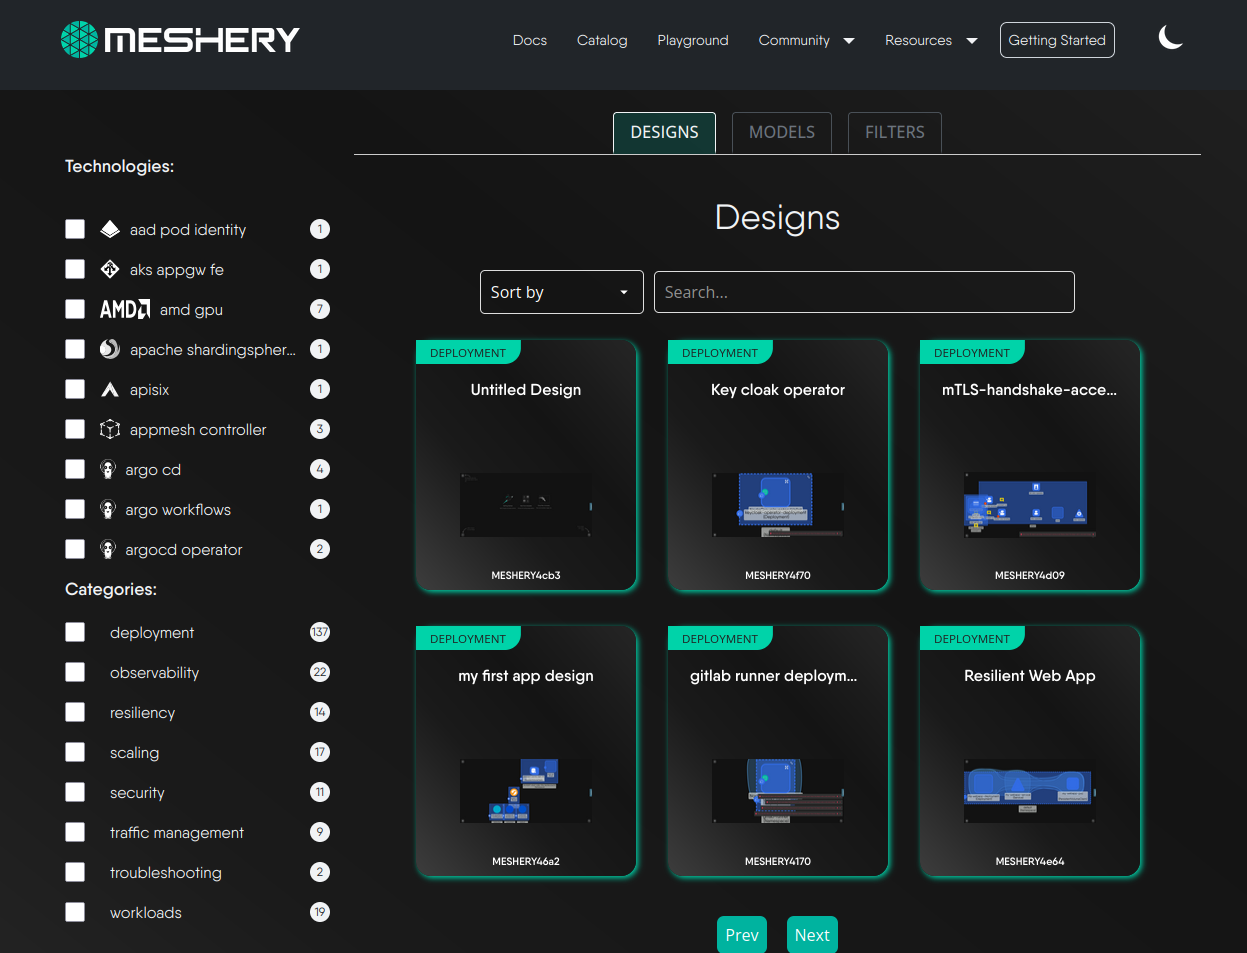 MESHERY
Docs
Catalog
Playground
Community
Resources
Getting Started
DESIGNS
MODELS
FILTERS
Technologies:
aad pod identity 1
aks appgw fe 1
AMD amd gpu 7
apache shardingspher... 1
apisix 1
appmesh controller 3
argo cd 4
argo workflows 1
argocd operator 2
Categories:
deployment 137
observability 22
resiliency 14
scaling 17
security 11
traffic management 9
troubleshooting 2
workloads 19
Designs
Sort by
Search...
DEPLOYMENT
Untitled Design
MESHERY4cb3
DEPLOYMENT
Key cloak operator
MESHERY4f70
DEPLOYMENT
mTLS-handshake-acce...
MESHERY4d09
DEPLOYMENT
my first app design
MESHERY46a2
DEPLOYMENT
gitlab runner deploym...
MESHERY4170
DEPLOYMENT
Resilient Web App
MESHERY4e64
Prev
Next